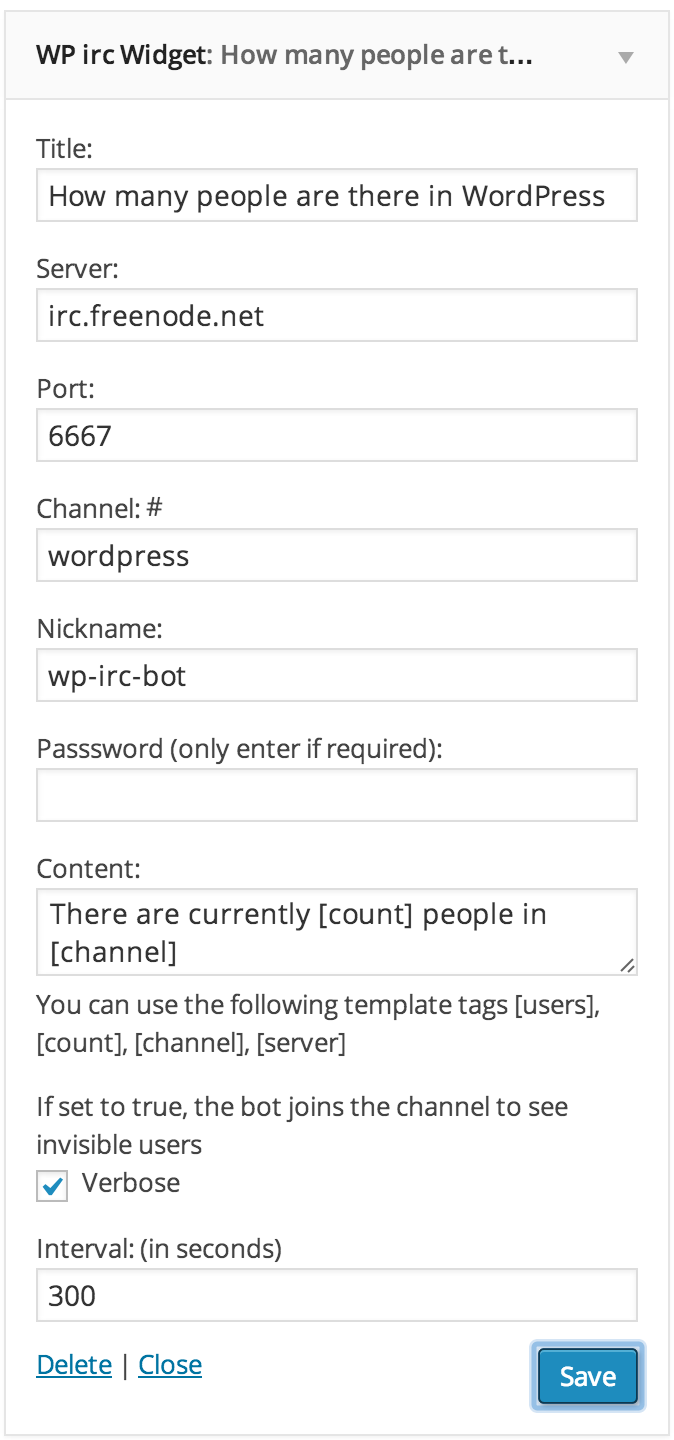 WP irc Widget: How many people are t...
Title:
How many people are there in WordPress
Server:
irc.freenode.net
Port:
6667
Channel: #
wordpress
Nickname:
wp-irc-bot
Passsword (only enter if required):
Content:
There are currently [count] people in
[channel]
You can use the following template tags [users],
[count], [channel], [server]
If set to true, the bot joins the channel to see
invisible users
Verbose
Interval: (in seconds)
300
Delete | Close
Save